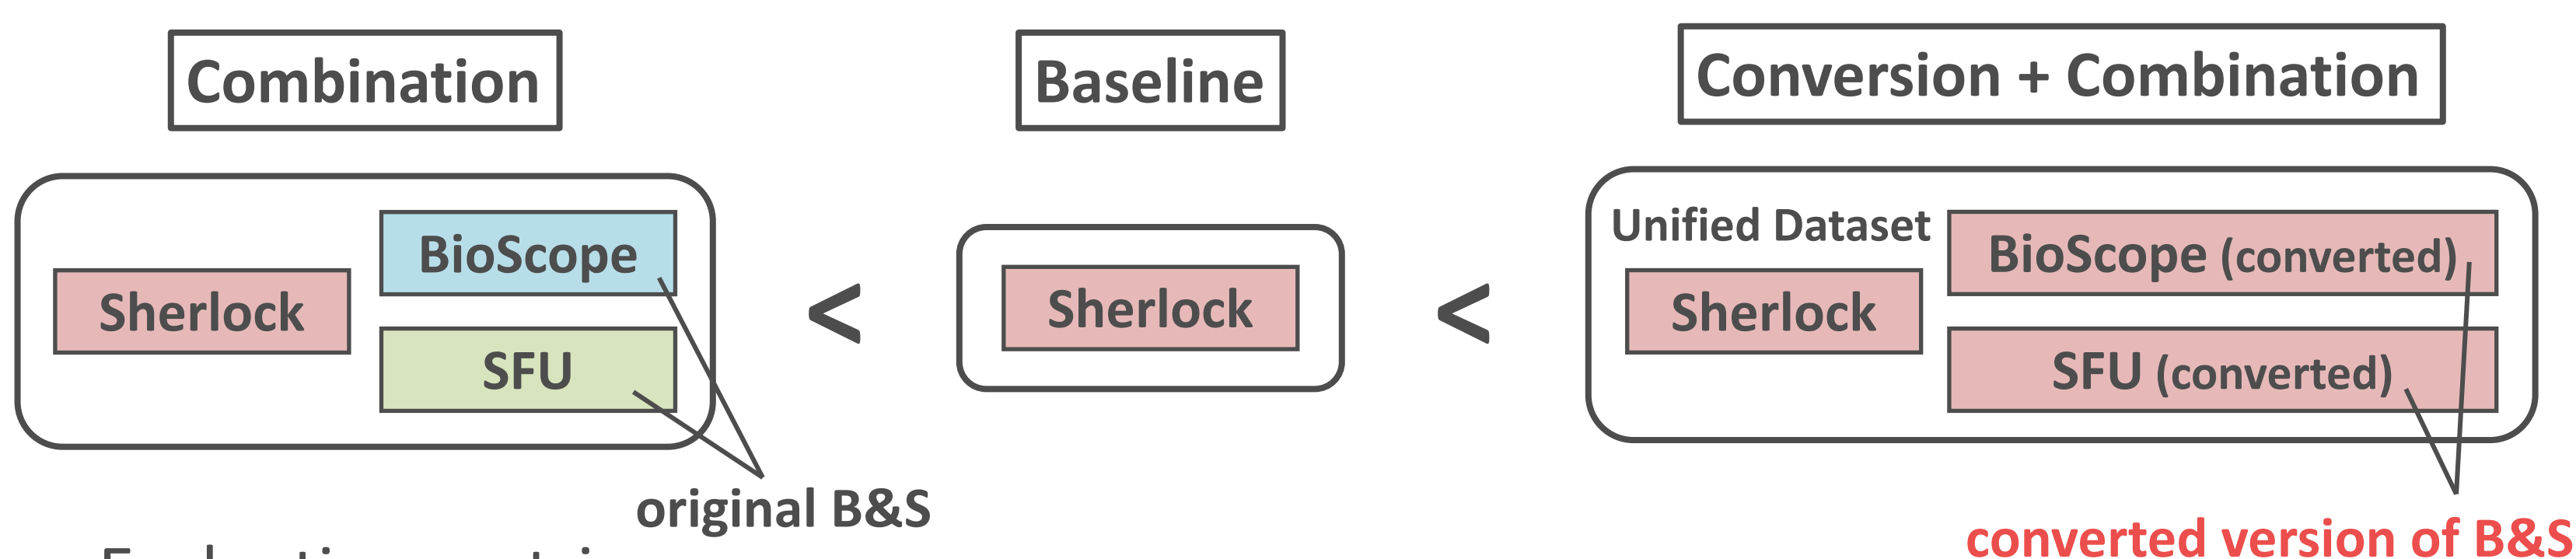 Combination
Baseline
Conversion + Combination
Sherlock
BioScope
SFU
<
Sherlock
<
Unified Dataset
Sherlock
BioScope (converted)
SFU (converted)
original B&S
converted version of B&S